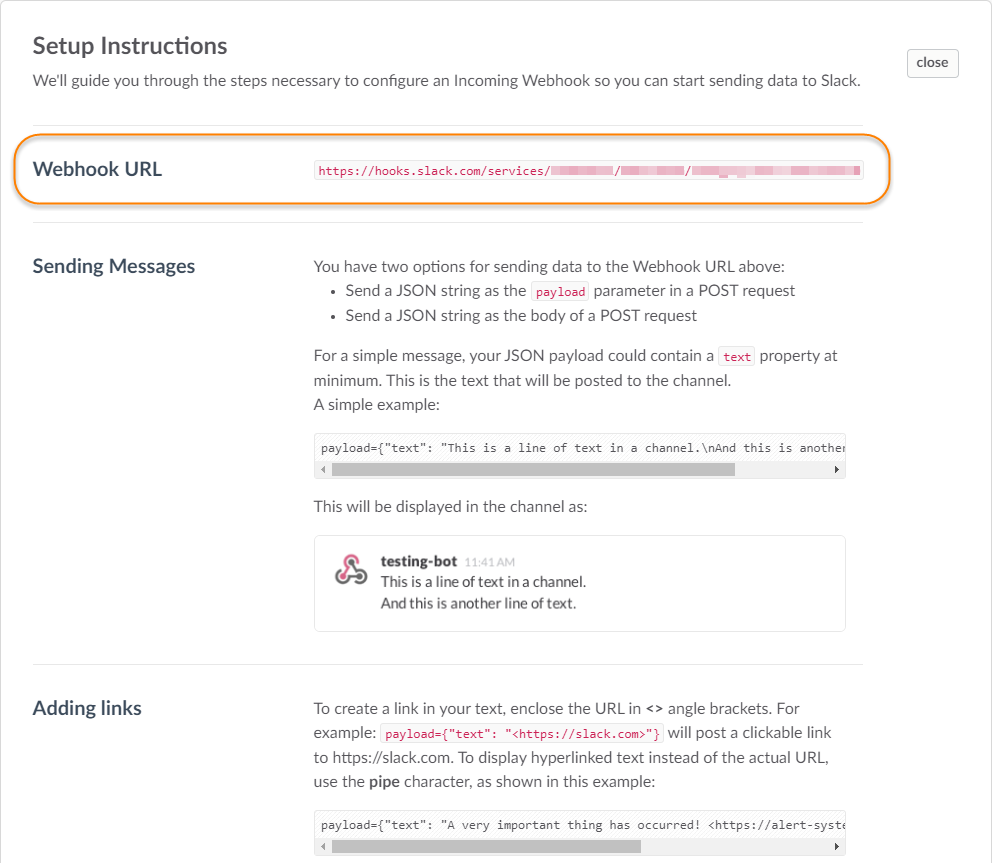 Setup Instructions
close
We'll guide you through the steps necessary to configure an Incoming Webhook so you can start sending data to Slack.
Webhook URL
https://hooks.slack.com/services/
Sending Messages
You have two options for sending data to the Webhook URL above:
• Send a JSON string as the payload parameter in a POST request
• Send a JSON string as the body of a POST request
For a simple message, your JSON payload could contain a text property at
minimum. This is the text that will be posted to the channel.
A simple example:
payload={"text": "This is a line of text in a channel.\nAnd this is another
This will be displayed in the channel as:
testing-bot 11:41 AM
This is a line of text in a channel.
And this is another line of text.
Adding links
To create a link in your text, enclose the URL in <> angle brackets. For
example: payload={"text": "<https://slack.com>"} will post a clickable link
to https://slack.com. To display hyperlinked text instead of the actual URL,
use the pipe character, as shown in this example:
payload={"text": "A very important thing has occurred! <https://alert-syste